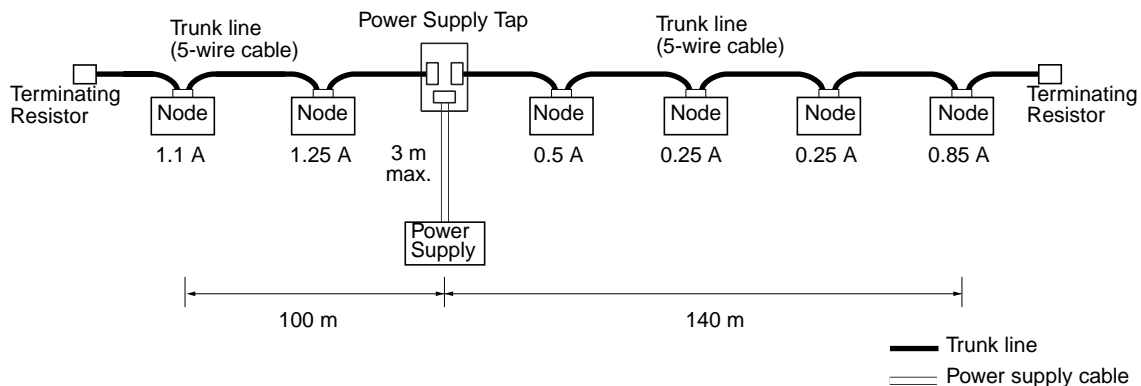 Power Supply Tap
Trunk line
(5-wire cable)
Trunk line
(5-wire cable)
Terminating
Resistor
Node
Node
Node
Node
Node
Node
Terminating
Resistor
1.1 A
1.25 A
3 m
max.
0.5 A
0.25 A
0.25 A
0.85 A
Power
Supply
100 m
140 m
Trunk line
Power supply cable